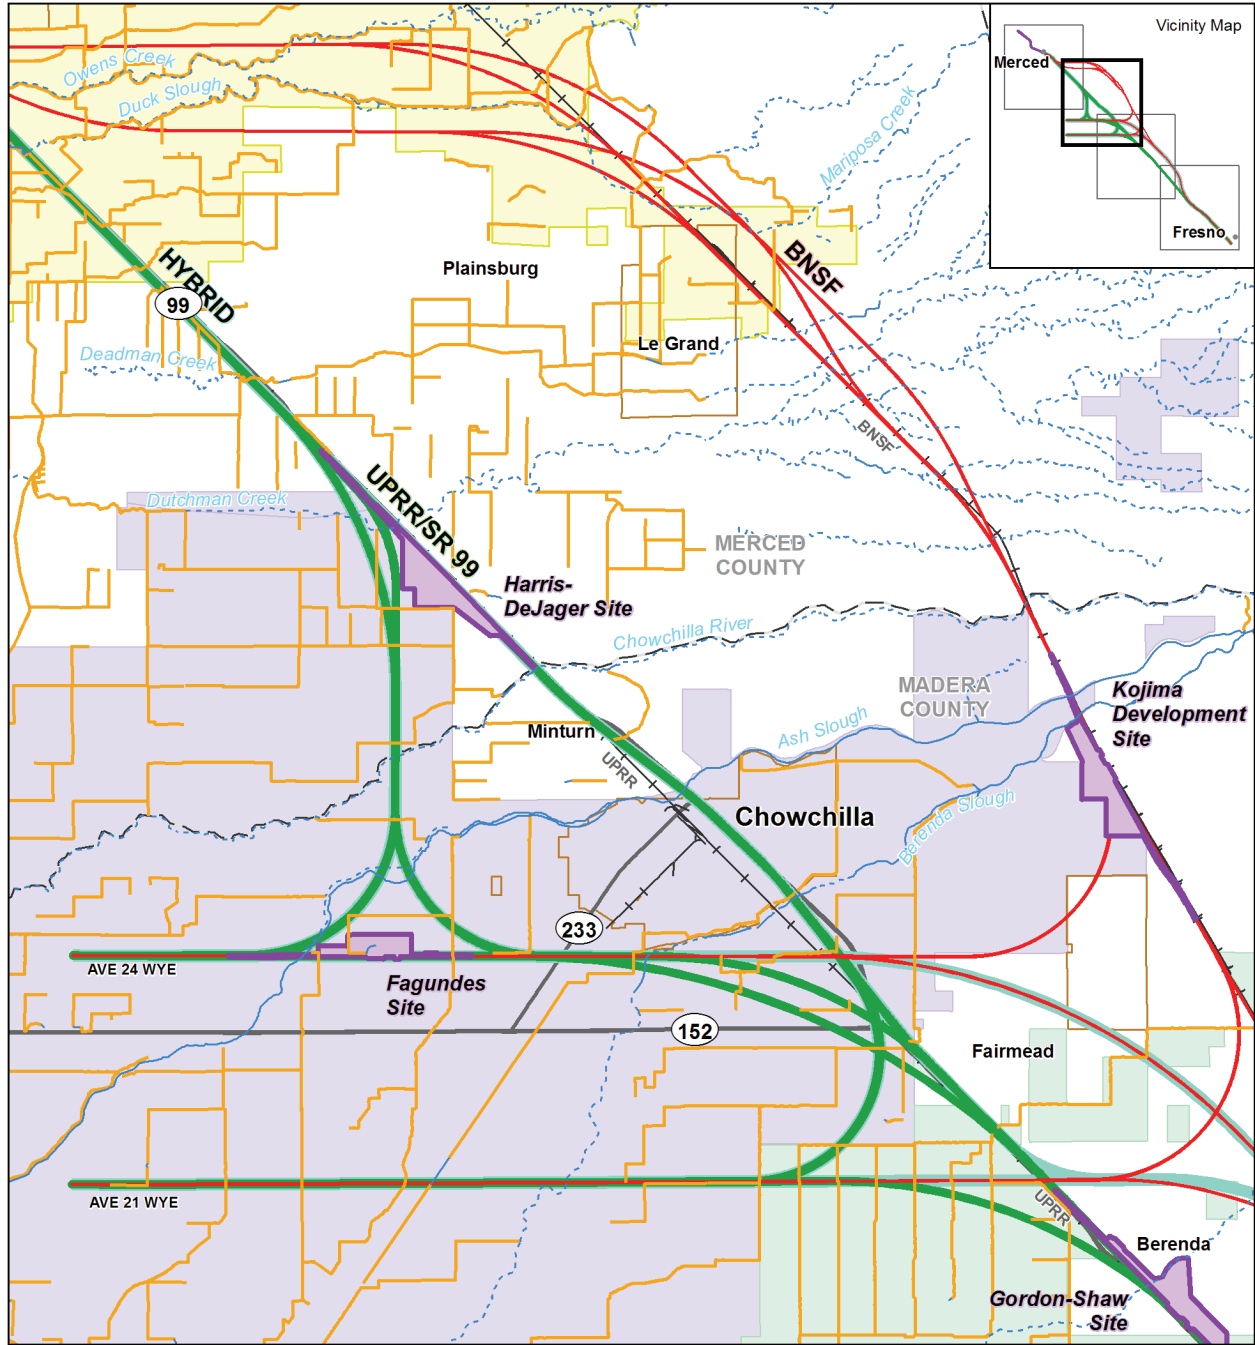 Vicinity Map
Merced
Fresno
Owens Creek
Duck Slough
Mariposa Creek
HYBRID
99
Plainsburg
BNSF
Le Grand
Deadman Creek
BNSF
UPRR/SR 99
Dutchman Creek
MERCED
COUNTY
Harris-
DeJager Site
Chowchilla River
MADERA
COUNTY
Kojima
Development
Site
Minturn
Ash Slough
UPRR
Chowchilla
Berenda Slough
233
AVE 24 WYE
Fagundes
Site
152
Fairmead
AVE 21 WYE
UPRR
Berenda
Gordon-Shaw
Site